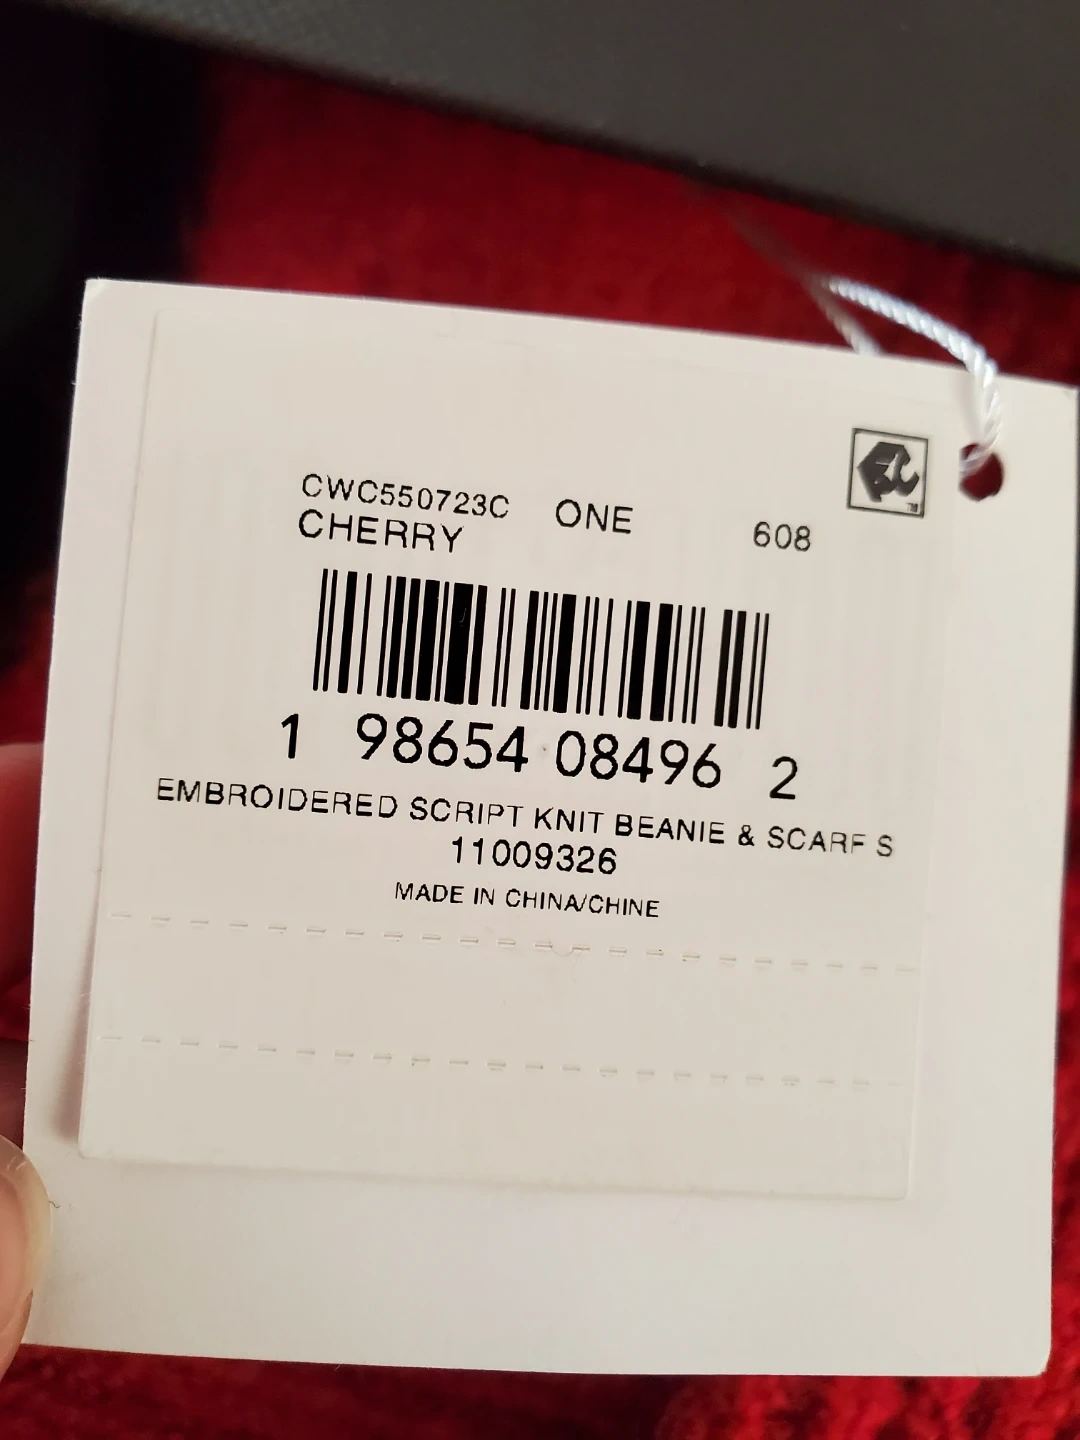 CWC550723C ONE 608
CHERRY
1 98654 08496 2
EMBROIDERED SCRIPT KNIT BEANIE & SCARF S
11009326
MADE IN CHINA/CHINE